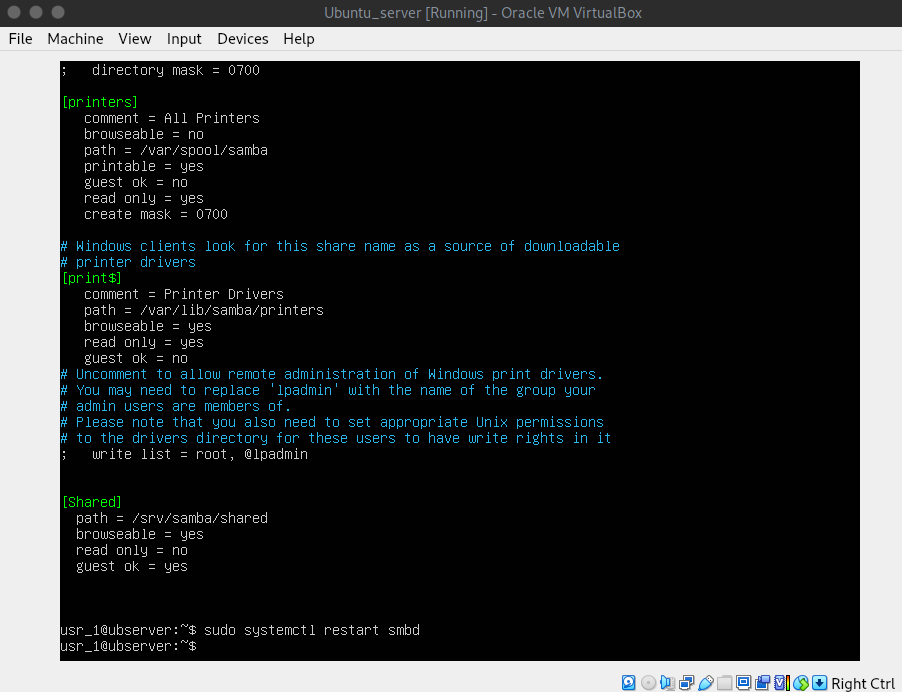 Ubuntu_server [Running] - Oracle VM VirtualBox
File Machine View Input Devices Help
;   directory mask = 0700
[printers]
   comment = All Printers
   browseable = no
   path = /var/spool/samba
   printable = yes
   guest ok = no
   read only = yes
   create mask = 0700
# Windows clients look for this share name as a source of downloadable
# printer drivers
[print$]
   comment = Printer Drivers
   path = /var/lib/samba/printers
   browseable = yes
   read only = yes
   guest ok = no
# Uncomment to allow remote administration of Windows print drivers.
# You may need to replace 'lpadmin' with the name of the group your
# admin users are members of.
# Please note that you also need to set appropriate Unix permissions
# to the drivers directory for these users to have write rights in it
;   write list = root, @lpadmin
[Shared]
  path = /srv/samba/shared
  browseable = yes
  read only = no
  guest ok = yes
usr_1@ubserver:~$ sudo systemctl restart smbd
usr_1@ubserver:~$
Right Ctrl